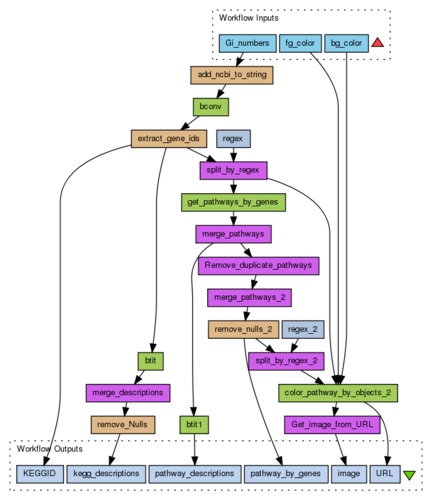 Workflow Inputs
Gi_numbers fg_color bg_color
add_ncbi_to_string
bconv
extract_gene_ids regex
split_by_regex
get_pathways_by_genes
merge_pathways
Remove_duplicate_pathways
merge_pathways_2
remove_nulls_2 regex_2
btit split_by_regex_2
merge_descriptions color_pathway_by_objects_2
remove_Nulls btit1 Get_image_from_URL
Workflow Outputs
KEGGID kegg_descriptions pathway_descriptions pathway_by_genes image URL